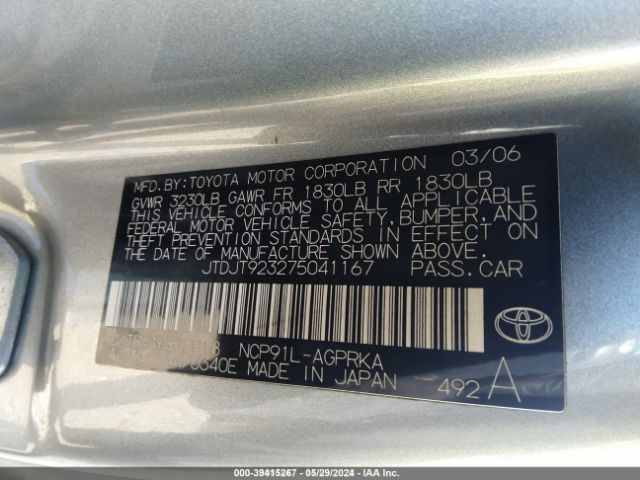 MFD. BY: TOYOTA MOTOR CORPORATION 03/06
GVWR 3230LB GAWR FR 1830LB RR 1830LB
THIS VEHICLE CONFORMS TO ALL APPLICABLE
FEDERAL MOTOR VEHICLE SAFETY, BUMPER, AND
THEFT PREVENTION STANDARDS IN EFFECT ON
THE DATE OF MANUFACTURE SHOWN ABOVE.
JTDJT923275041167 PASS. CAR
NCP91L-AGPRKA
MADE IN JAPAN 492 A
000-39415267 - 05/29/2024 - IAA Inc.